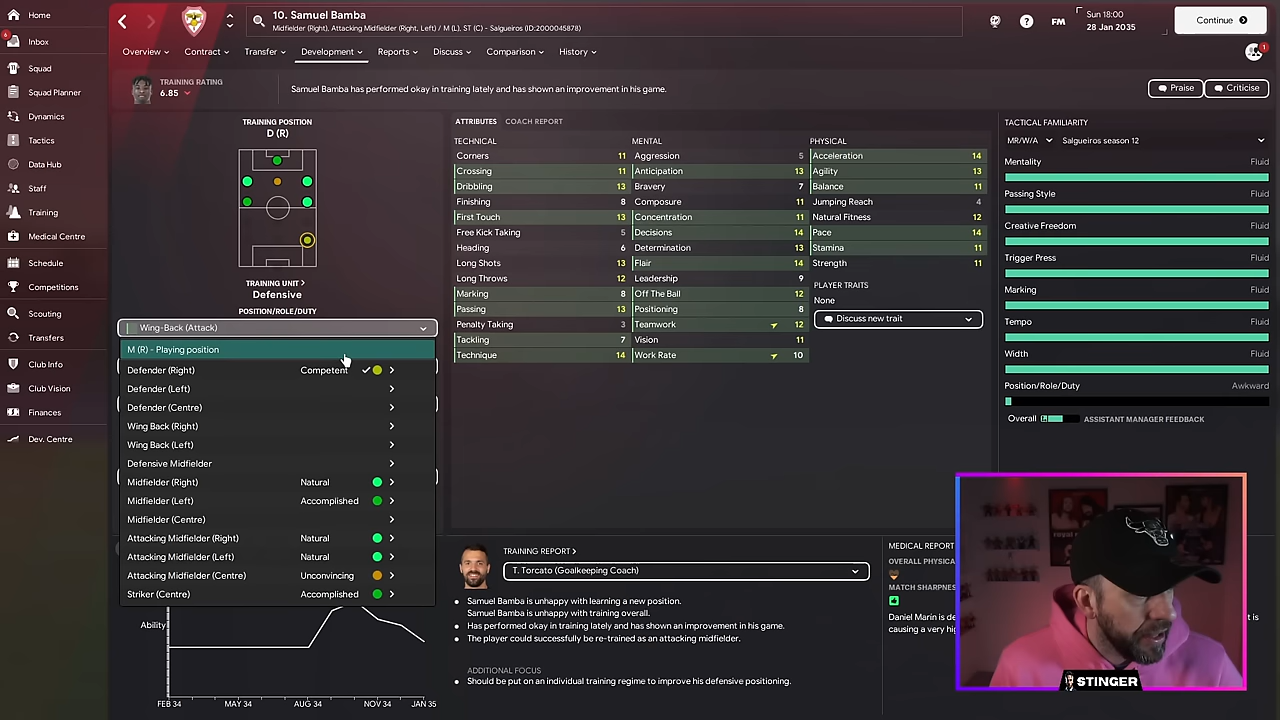 Home
6
Inbox
Squad
Squad Planner
Dynamics
Tactics
Data Hub
Staff
Training
Medical Centre
Schedule
Competitions
Scouting
Transfers
Club Info
Club Vision
Finances
Dev. Centre
10. Samuel Bamba
Midfielder (Right), Attacking Midfielder (Right, Left) / M (L), ST (C) - Salgueiros (ID:2000045878)
FM
Sun 18:00
28 Jan 2035
Continue
Overview
Contract
Transfer
Development
Reports
Discuss
Comparison
History
1
TRAINING RATING
6.85
Samuel Bamba has performed okay in training lately and has shown an improvement in his game.
Praise
Criticise
TRAINING POSITION
D (R)
TRAINING UNIT >
Defensive
POSITION/ROLE/DUTY
Wing-Back (Attack)
M (R) - Playing position
Defender (Right) Competent
Defender (Left)
Defender (Centre)
Wing Back (Right)
Wing Back (Left)
Defensive Midfielder
Midfielder (Right) Natural
Midfielder (Left) Accomplished
Midfielder (Centre)
Attacking Midfielder (Right) Natural
Attacking Midfielder (Left) Natural
Attacking Midfielder (Centre) Unconvincing
Striker (Centre) Accomplished
Ability
FEB 34 MAY 34 AUG 34 NOV 34 JAN 35
ATTRIBUTES COACH REPORT
TECHNICAL
Corners 11
Crossing 11
Dribbling 13
Finishing 8
First Touch 13
Free Kick Taking 5
Heading 6
Long Shots 13
Long Throws 12
Marking 8
Passing 13
Penalty Taking 3
Tackling 7
Technique 14
MENTAL
Aggression 5
Anticipation 13
Bravery 7
Composure 11
Concentration 11
Decisions 14
Determination 13
Flair 14
Leadership 9
Off The Ball 12
Positioning 8
Teamwork 12
Vision 11
Work Rate 10
PHYSICAL
Acceleration 14
Agility 13
Balance 11
Jumping Reach 4
Natural Fitness 12
Pace 14
Stamina 11
Strength 11
PLAYER TRAITS
None
Discuss new trait
TACTICAL FAMILIARITY
MR/W/A Salgueiros season 12
Mentality Fluid
Passing Style Fluid
Creative Freedom Fluid
Trigger Press Fluid
Marking Fluid
Tempo Fluid
Width Fluid
Position/Role/Duty Awkward
Overall ASSISTANT MANAGER FEEDBACK
TRAINING REPORT >
T. Torcato (Goalkeeping Coach)
Samuel Bamba is unhappy with learning a new position.
Samuel Bamba is unhappy with training overall.
Has performed okay in training lately and has shown an improvement in his game.
The player could successfully be re-trained as an attacking midfielder.
ADDITIONAL FOCUS
Should be put on an individual training regime to improve his defensive positioning.
MEDICAL REPORT
OVERALL PHYSICA
MATCH SHARPNES
Daniel Marin is de
causing a very hig
t is
STINGER